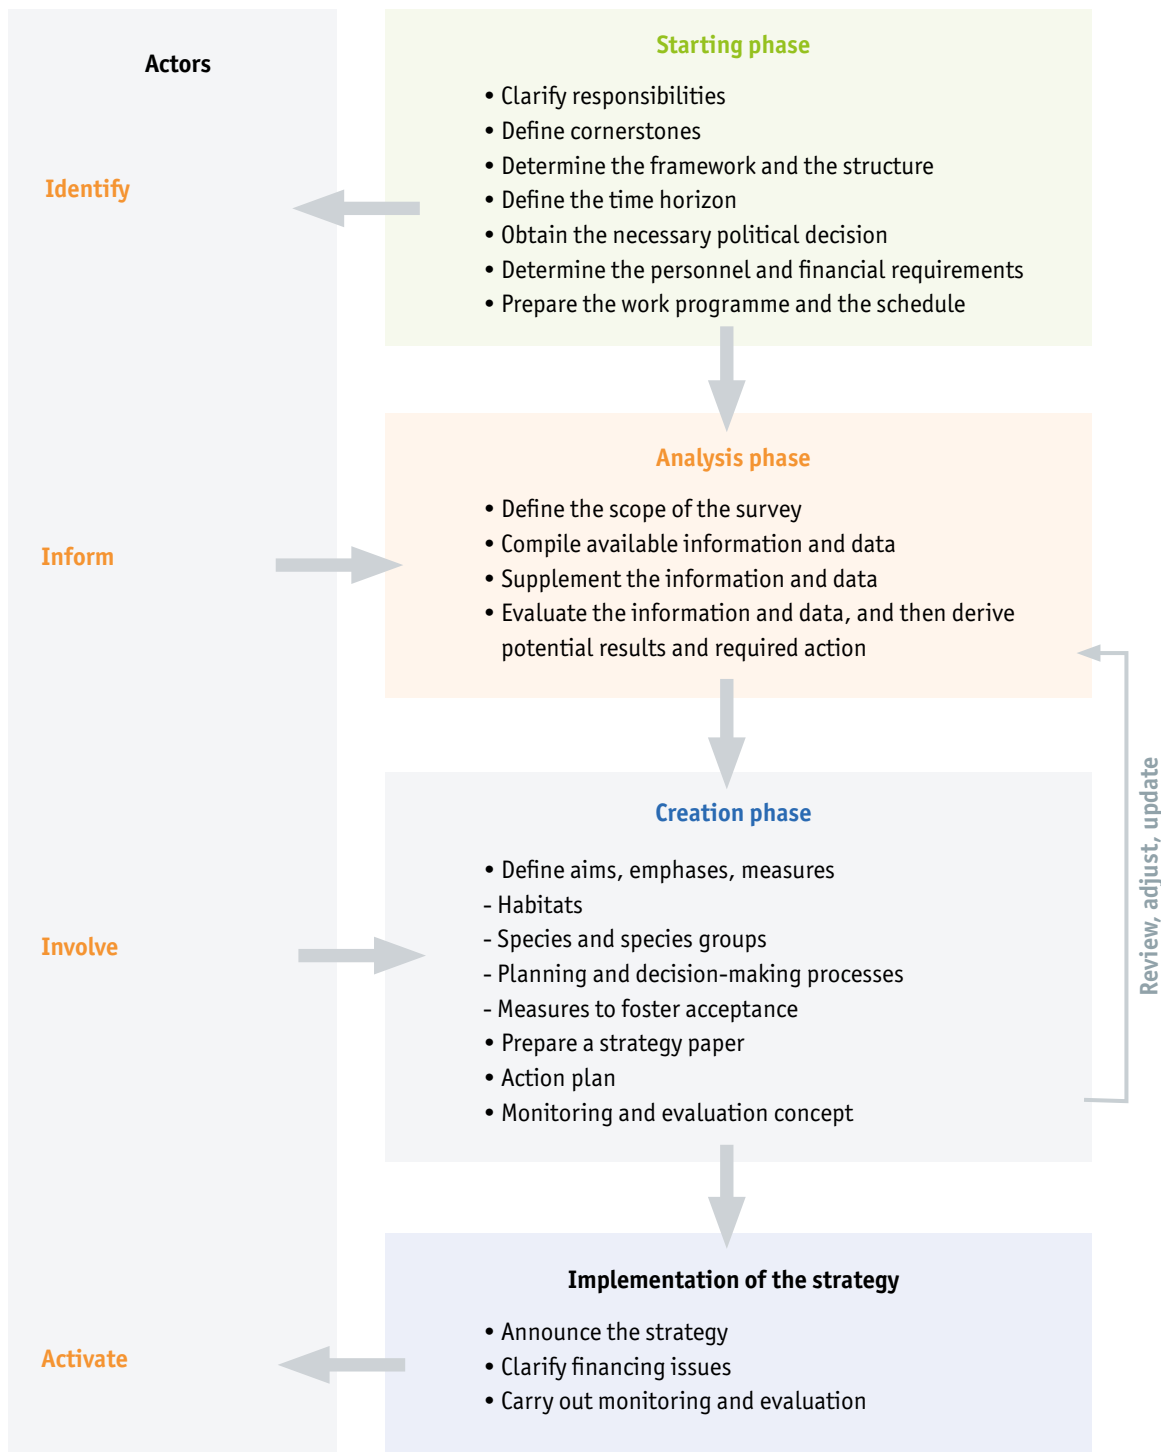 Actors
Identify
Inform
Involve
Activate
Starting phase
• Clarify responsibilities
• Define cornerstones
• Determine the framework and the structure
• Define the time horizon
• Obtain the necessary political decision
• Determine the personnel and financial requirements
• Prepare the work programme and the schedule
Analysis phase
• Define the scope of the survey
• Compile available information and data
• Supplement the information and data
• Evaluate the information and data, and then derive
potential results and required action
Creation phase
• Define aims, emphases, measures
- Habitats
- Species and species groups
- Planning and decision-making processes
- Measures to foster acceptance
• Prepare a strategy paper
• Action plan
• Monitoring and evaluation concept
Implementation of the strategy
• Announce the strategy
• Clarify financing issues
• Carry out monitoring and evaluation
Review, adjust, update